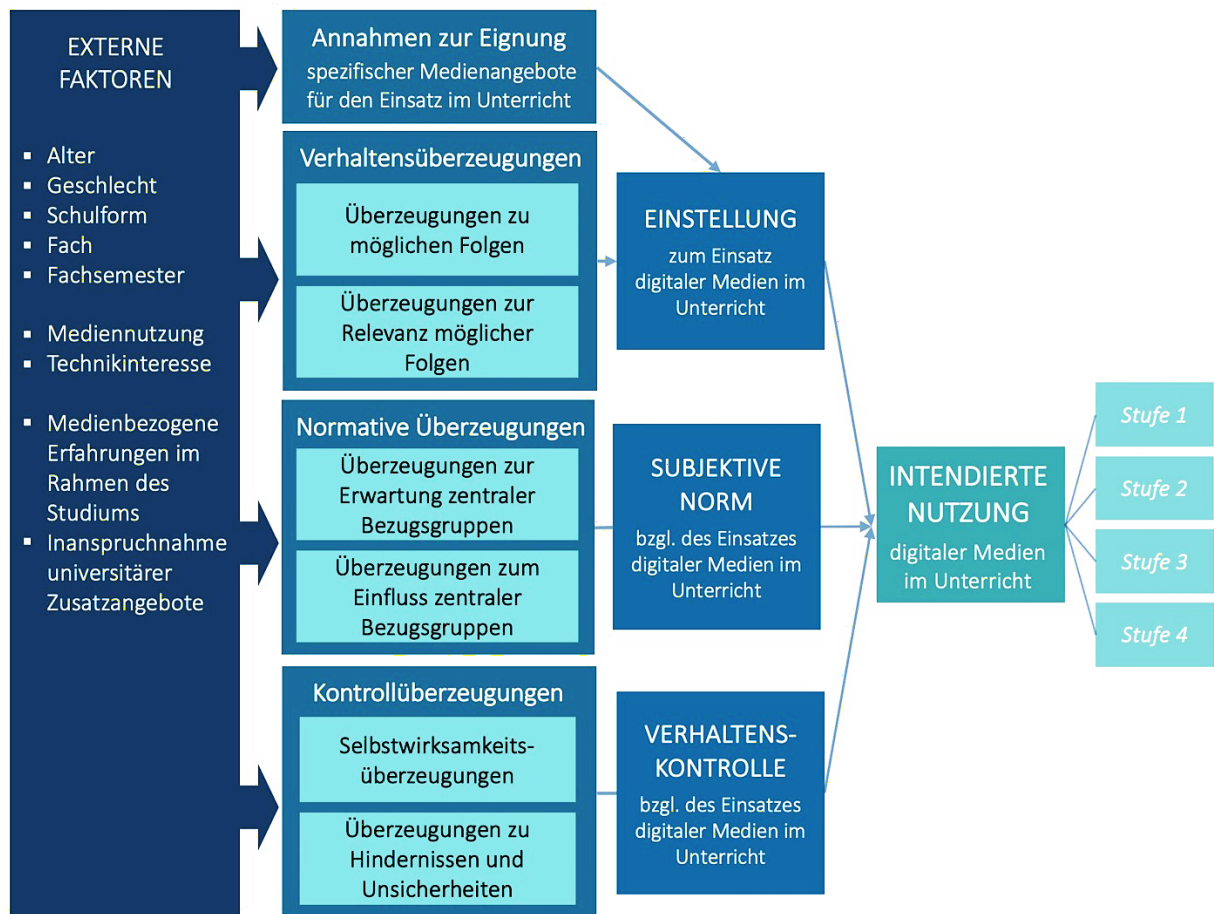 EXTERNE
FAKTOREN
▪ Alter
▪ Geschlecht
▪ Schulform
▪ Fach
▪ Fachsemester
▪ Mediennutzung
▪ Technikinteresse
▪ Medienbezogene
Erfahrungen im
Rahmen des
Studiums
▪ Inanspruchnahme
universitärer
Zusatzangebote
Annahmen zur Eignung
spezifischer Medienangebote
für den Einsatz im Unterricht
Verhaltensüberzeugungen
Überzeugungen zu
möglichen Folgen
Überzeugungen zur
Relevanz möglicher
Folgen
Normative Überzeugungen
Überzeugungen zur
Erwartung zentraler
Bezugsgruppen
Überzeugungen zum
Einfluss zentraler
Bezugsgruppen
Kontrollüberzeugungen
Selbstwirksamkeits-
überzeugungen
Überzeugungen zu
Hindernissen und
Unsicherheiten
EINSTELLUNG
zum Einsatz
digitaler Medien im
Unterricht
SUBJEKTIVE
NORM
bzgl. des Einsatzes
digitaler Medien im
Unterricht
VERHALTENS-
KONTROLLE
bzgl. des Einsatzes
digitaler Medien im
Unterricht
INTENDIERTE
NUTZUNG
digitaler Medien
im Unterricht
Stufe 1
Stufe 2
Stufe 3
Stufe 4